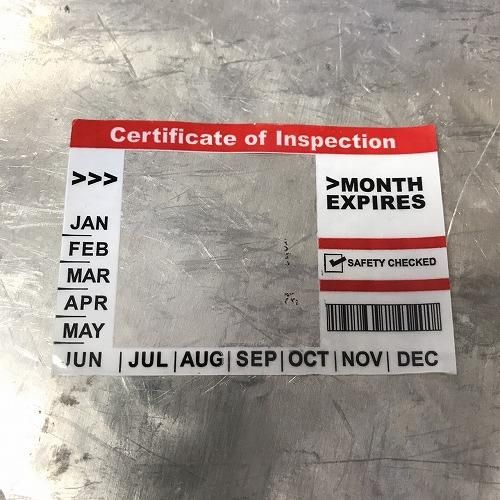 Certificate of Inspection
>>>
>MONTH
EXPIRES
JAN
FEB
MAR
APR
MAY
SAFETY CHECKED
JUN | JUL | AUG | SEP | OCT | NOV | DEC